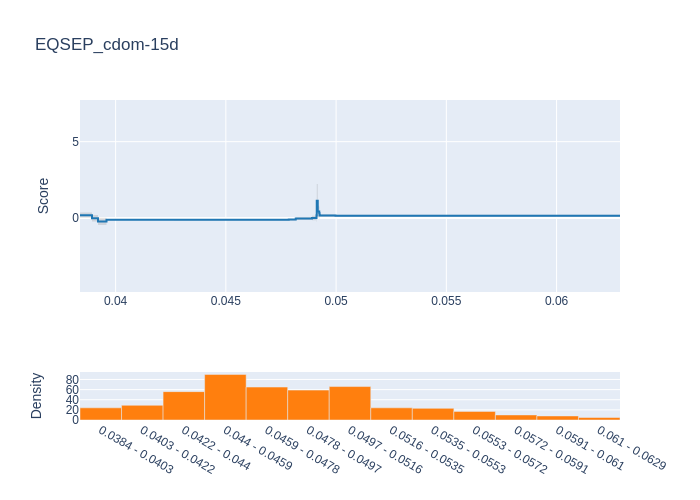 EQSEP_cdom-15d
Score
5
0
0.04
0.045
0.05
0.055
0.06
Density
80
60
40
20
0
0.0384 - 0.0403
0.0403 - 0.0422
0.0422 - 0.044
0.044 - 0.0459
0.0459 - 0.0478
0.0478 - 0.0497
0.0497 - 0.0516
0.0516 - 0.0535
0.0535 - 0.0553
0.0553 - 0.0572
0.0572 - 0.0591
0.0591 - 0.061
0.061 - 0.0629